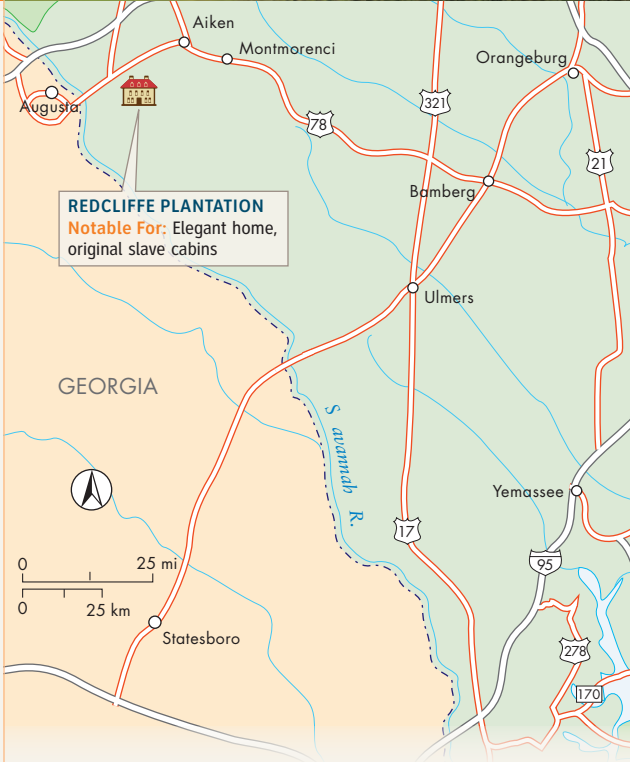 Aiken
Montmorenci
Orangeburg
Augusta
321
78
21
Bamberg
REDCLIFFE PLANTATION
Notable For: Elegant home,
original slave cabins
Ulmers
GEORGIA
Savannah R.
Yemassee
17
95
0 25 mi
0 25 km
Statesboro
278
170